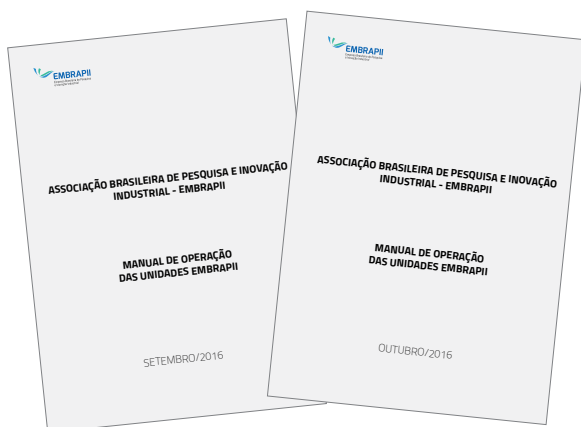 EMBRAPII
ASSOCIAÇÃO BRASILEIRA DE PESQUISA E INOVAÇÃO
INDUSTRIAL - EMBRAPII
MANUAL DE OPERAÇÃO
DAS UNIDADES EMBRAPII
SETEMBRO/2016
EMBRAPII
ASSOCIAÇÃO BRASILEIRA DE PESQUISA E INOVAÇÃO
INDUSTRIAL - EMBRAPII
MANUAL DE OPERAÇÃO
DAS UNIDADES EMBRAPII
OUTUBRO/2016